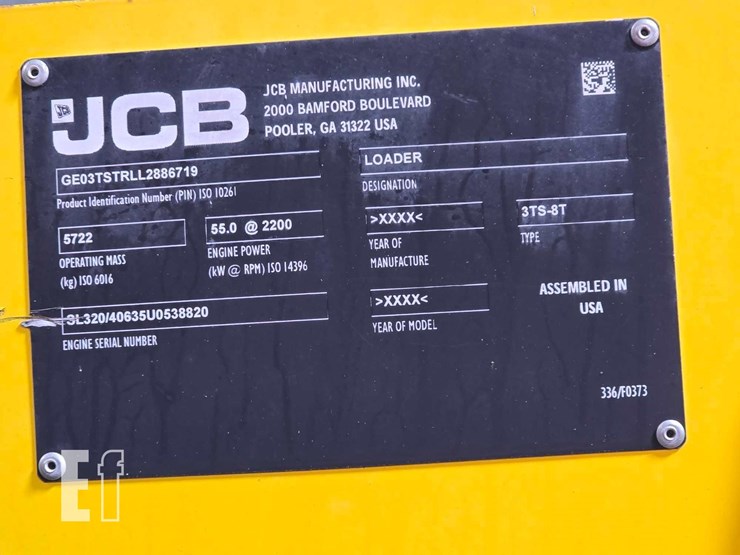 JCB
JCB MANUFACTURING INC.
2000 BAMFORD BOULEVARD
POOLER, GA 31322 USA
GE03TSTRLL2886719
Product Identification Number (PIN) ISO 10261
LOADER
DESIGNATION
5722
OPERATING MASS
(kg) ISO 6016
55.0 @ 2200
ENGINE POWER
(kW @ RPM) ISO 14396
>XXXX<
YEAR OF
MANUFACTURE
3TS-8T
TYPE
SL320/40635U0538820
ENGINE SERIAL NUMBER
>XXXX<
YEAR OF MODEL
ASSEMBLED IN
USA
336/F0373
Ef